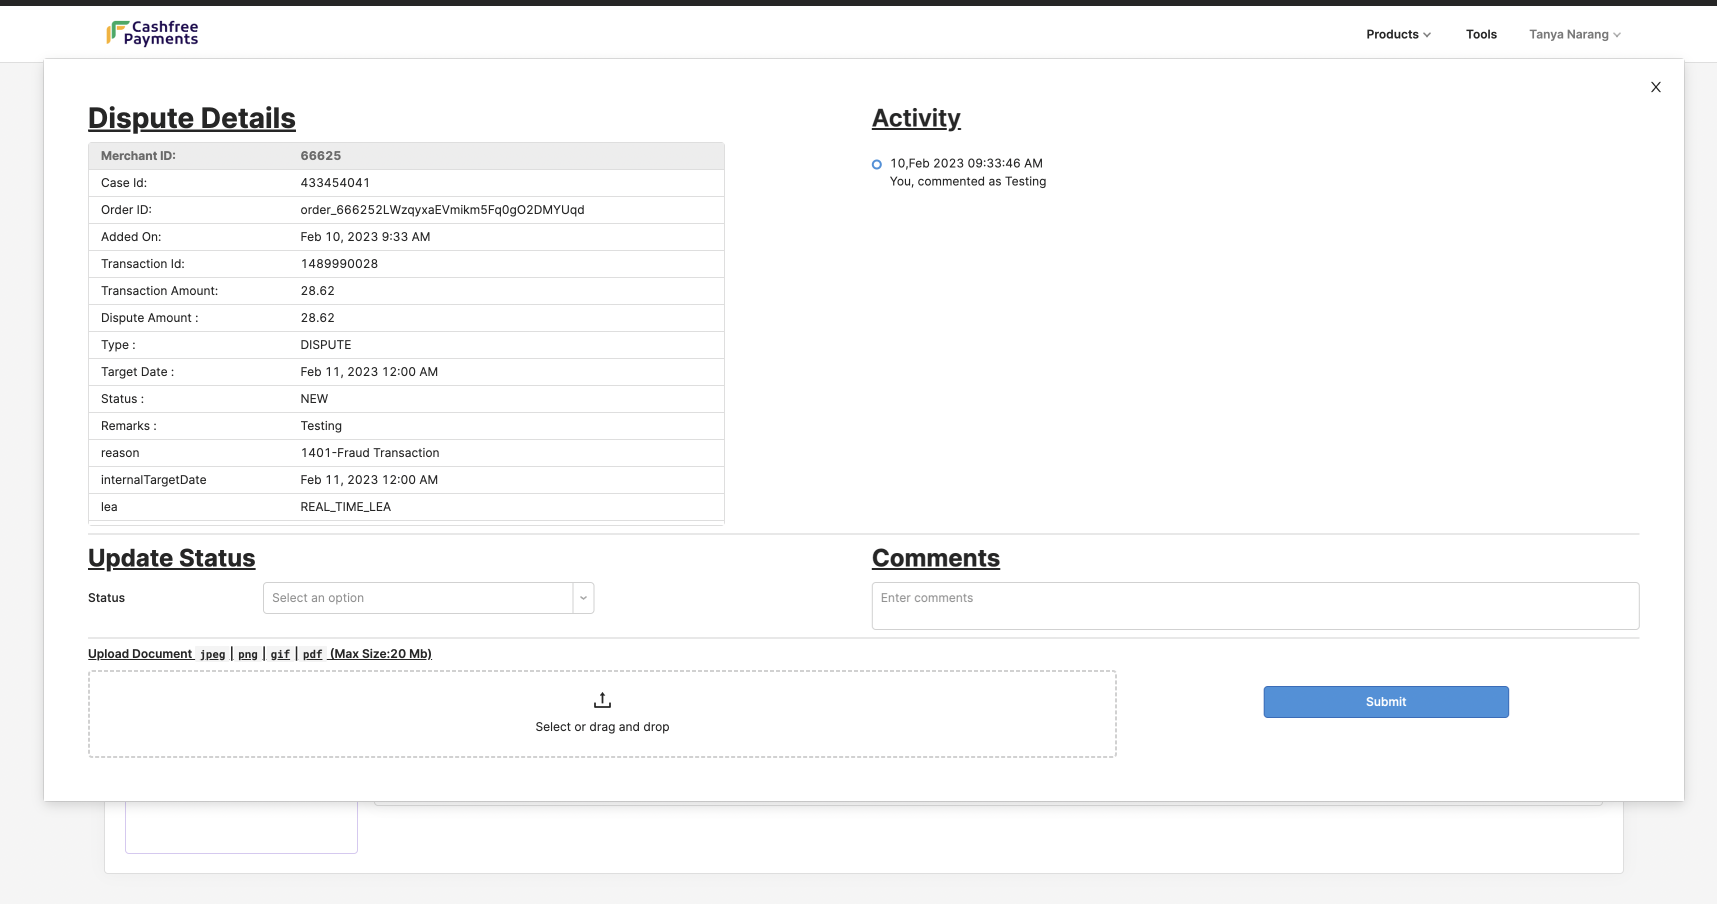 Cashfree Payments
Products
Tools
Tanya Narang
X
Dispute Details
Merchant ID: 66625
Case Id: 433454041
Order ID: order_666252LWzqyxaEVmikm5Fq0gO2DMYUqd
Added On: Feb 10, 2023 9:33 AM
Transaction Id: 1489990028
Transaction Amount: 28.62
Dispute Amount : 28.62
Type : DISPUTE
Target Date : Feb 11, 2023 12:00 AM
Status : NEW
Remarks : Testing
reason 1401-Fraud Transaction
internalTargetDate Feb 11, 2023 12:00 AM
lea REAL_TIME_LEA
Activity
10,Feb 2023 09:33:46 AM
You, commented as Testing
Update Status
Status Select an option
Comments
Enter comments
Upload Document jpeg | png | gif | pdf (Max Size:20 Mb)
Select or drag and drop
Submit